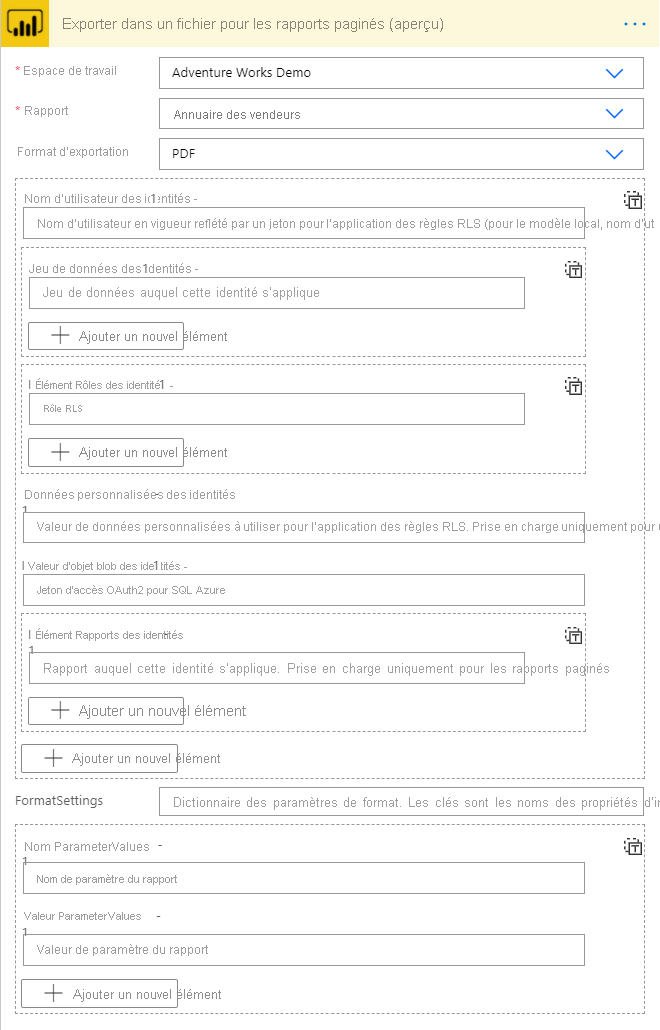 Exporter dans un fichier pour les rapports paginés (aperçu)
* Espace de travail
Adventure Works Demo
* Rapport
Annuaire des vendeurs
Format d'exportation
PDF
Nom d'utilisateur des identités - 1
Nom d'utilisateur en vigueur reflété par un jeton pour l'application des règles RLS (pour le modèle local, nom d'ut
Jeu de données des identités - 1
Jeu de données auquel cette identité s'applique
Ajouter un nouvel élément
Élément Rôles des identités - 1
Rôle RLS
Ajouter un nouvel élément
Données personnalisées des identités - 1
Valeur de données personnalisées à utiliser pour l'application des règles RLS. Prise en charge uniquement pour u
Valeur d'objet blob des identités - 1
Jeton d'accès OAuth2 pour SQL Azure
Élément Rapports des identités - 1
Rapport auquel cette identité s'applique. Prise en charge uniquement pour les rapports paginés
Ajouter un nouvel élément
Ajouter un nouvel élément
FormatSettings
Dictionnaire des paramètres de format. Les clés sont les noms des propriétés d'in
Nom ParameterValues - 1
Nom de paramètre du rapport
Valeur ParameterValues - 1
Valeur de paramètre du rapport
Ajouter un nouvel élément